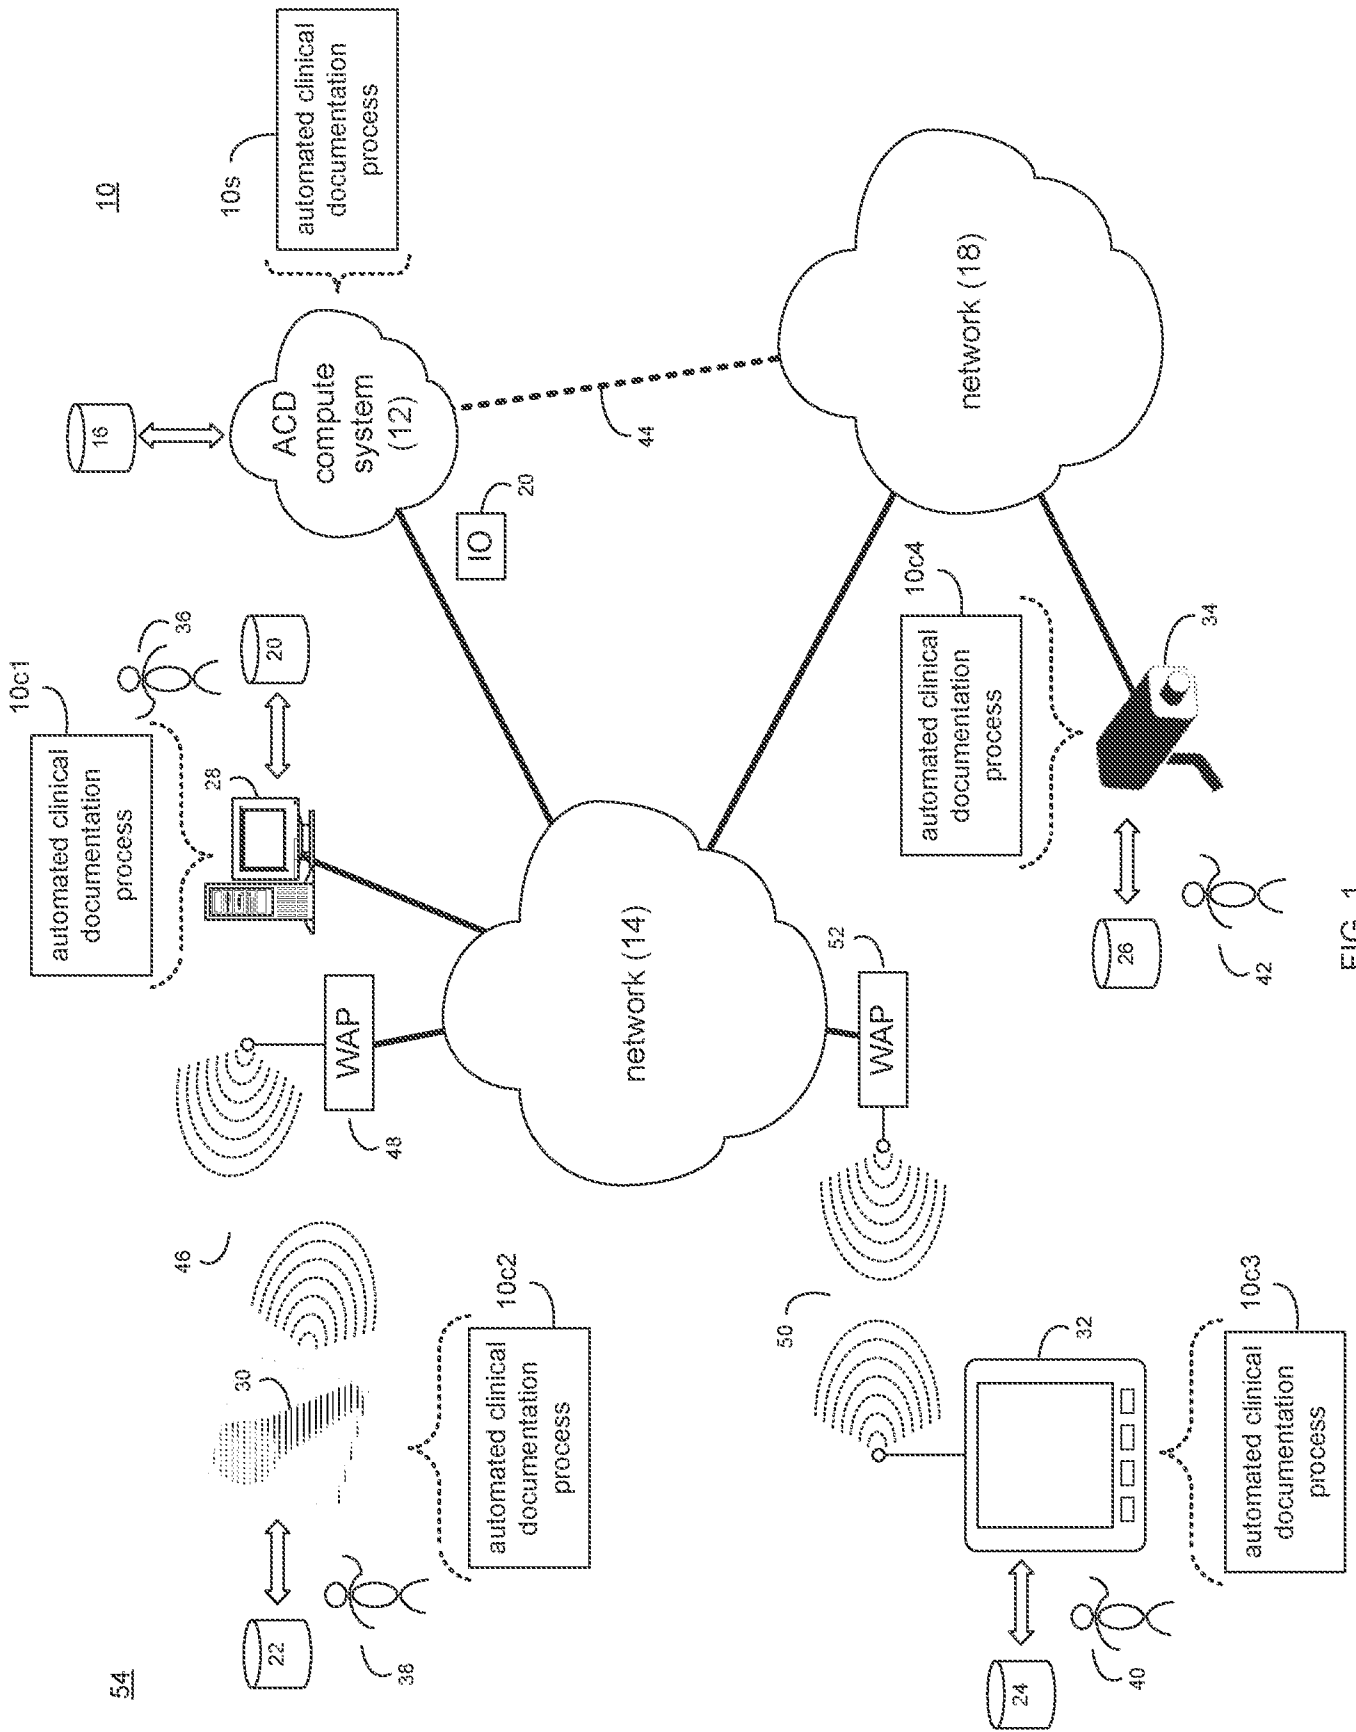 10
54
automated clinical
documentation
process
10s
16
ACD
compute
system
(12)
IO
20
44
network (18)
automated clinical
documentation
process
10c1
36
20
28
WAP
48
46
network (14)
WAP
52
50
30
22
38
automated clinical
documentation
process
10c2
32
24
40
automated clinical
documentation
process
10c3
automated clinical
documentation
process
10c4
34
26
42
FIG. 1